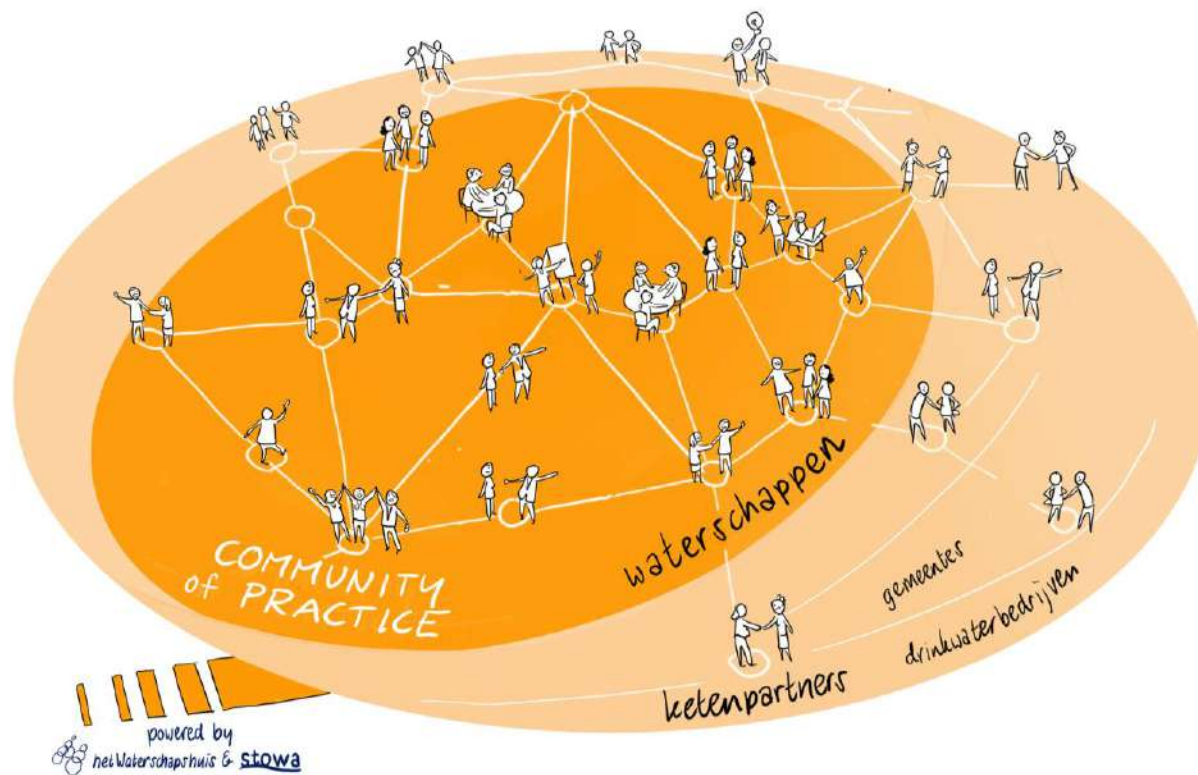 COMMUNITY
of PRACTICE
waterschappen
gemeentes
drinkwaterbedrijven
ketenpartners
powered by
hetWaterschapshuis & stowa